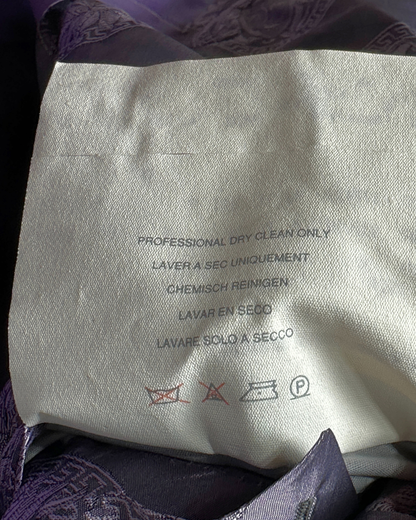 PROFESSIONAL DRY CLEAN ONLY
LAVER A SEC UNIQUEMENT
CHEMISCH REINIGEN
LAVAR EN SECO
LAVARE SOLO A SECCO
P